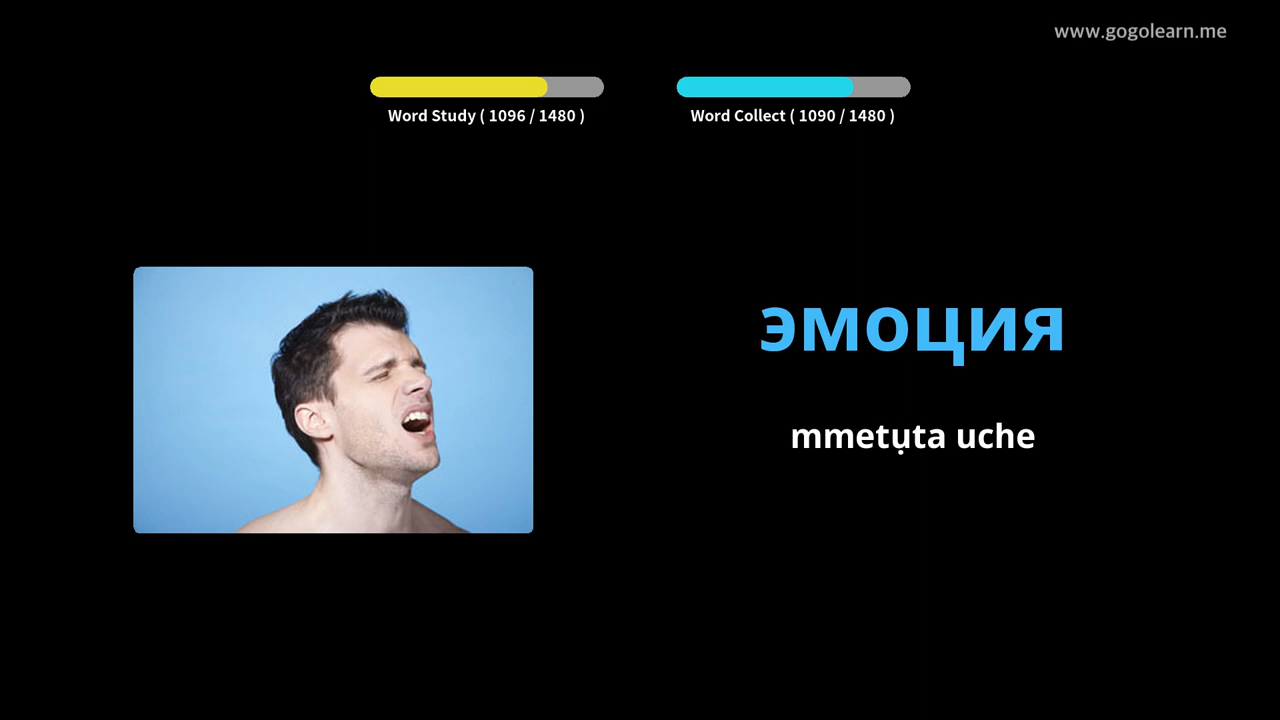 www.gogolearn.me
Word Study ( 1096 / 1480 )
Word Collect ( 1090 / 1480 )
эмоция
mmetụta uche